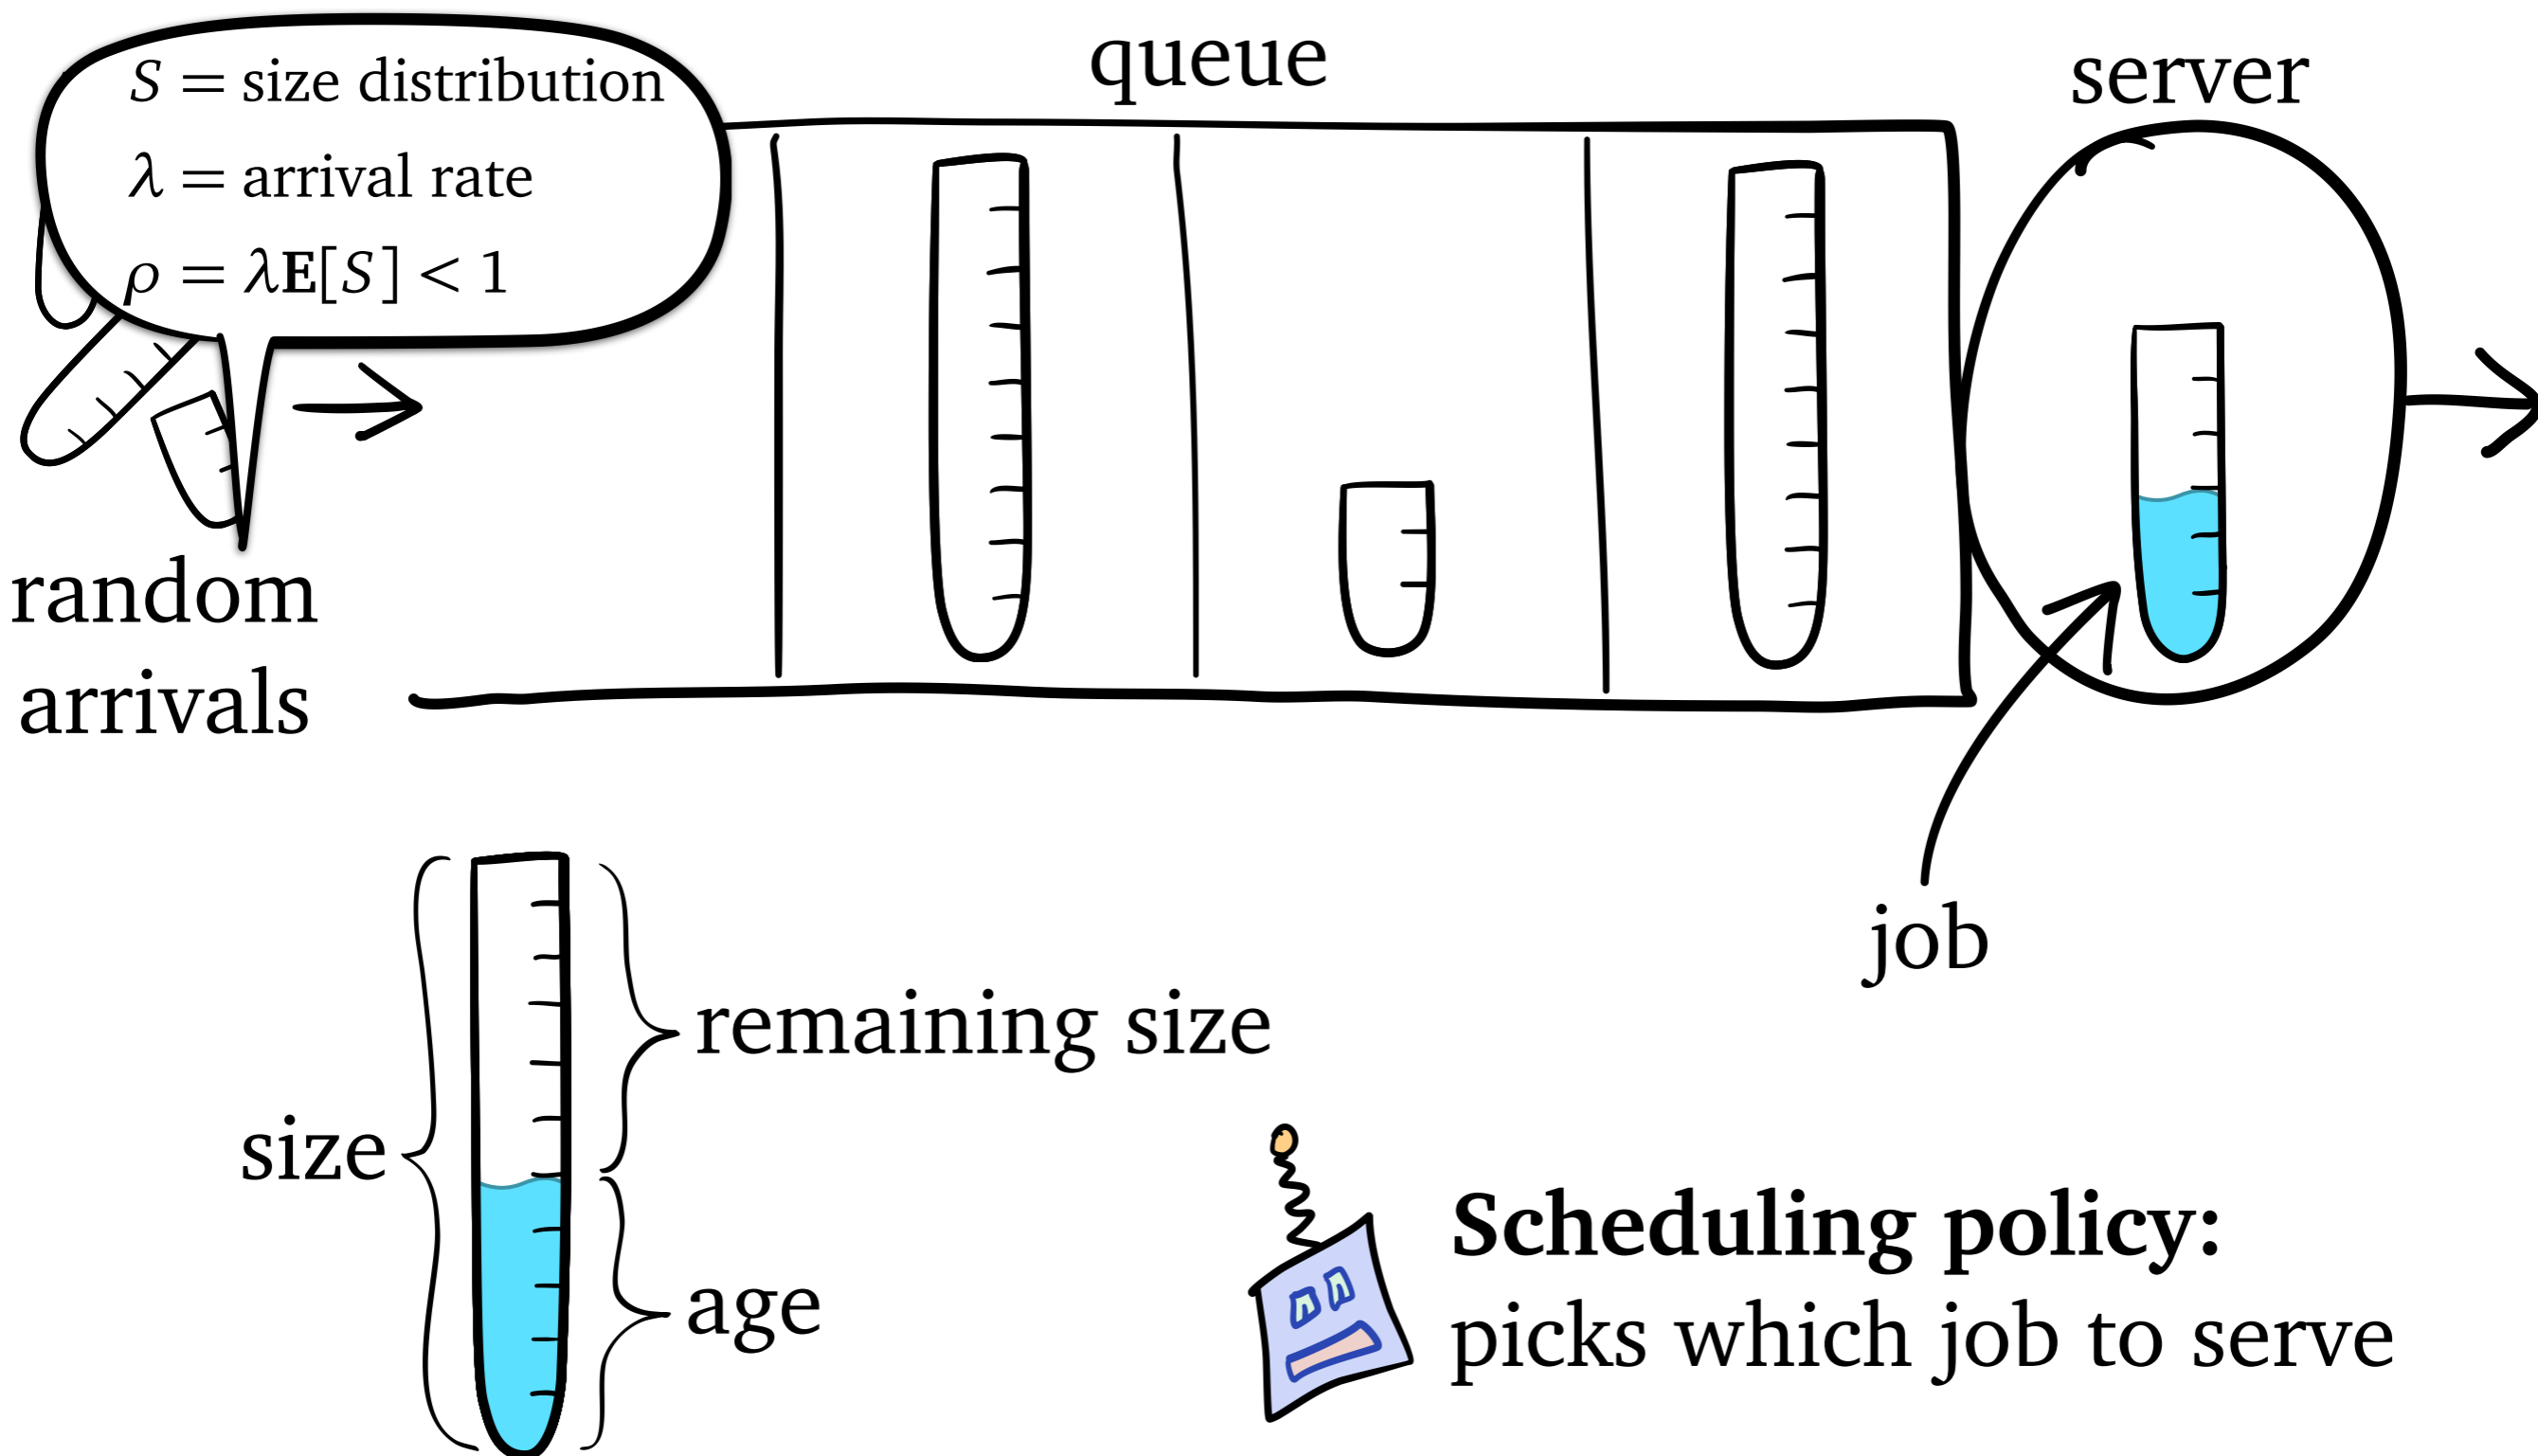 S = size distribution
λ = arrival rate
ρ = λE[S] < 1
queue
server
random
arrivals
job
remaining size
size
age
Scheduling policy:
picks which job to serve